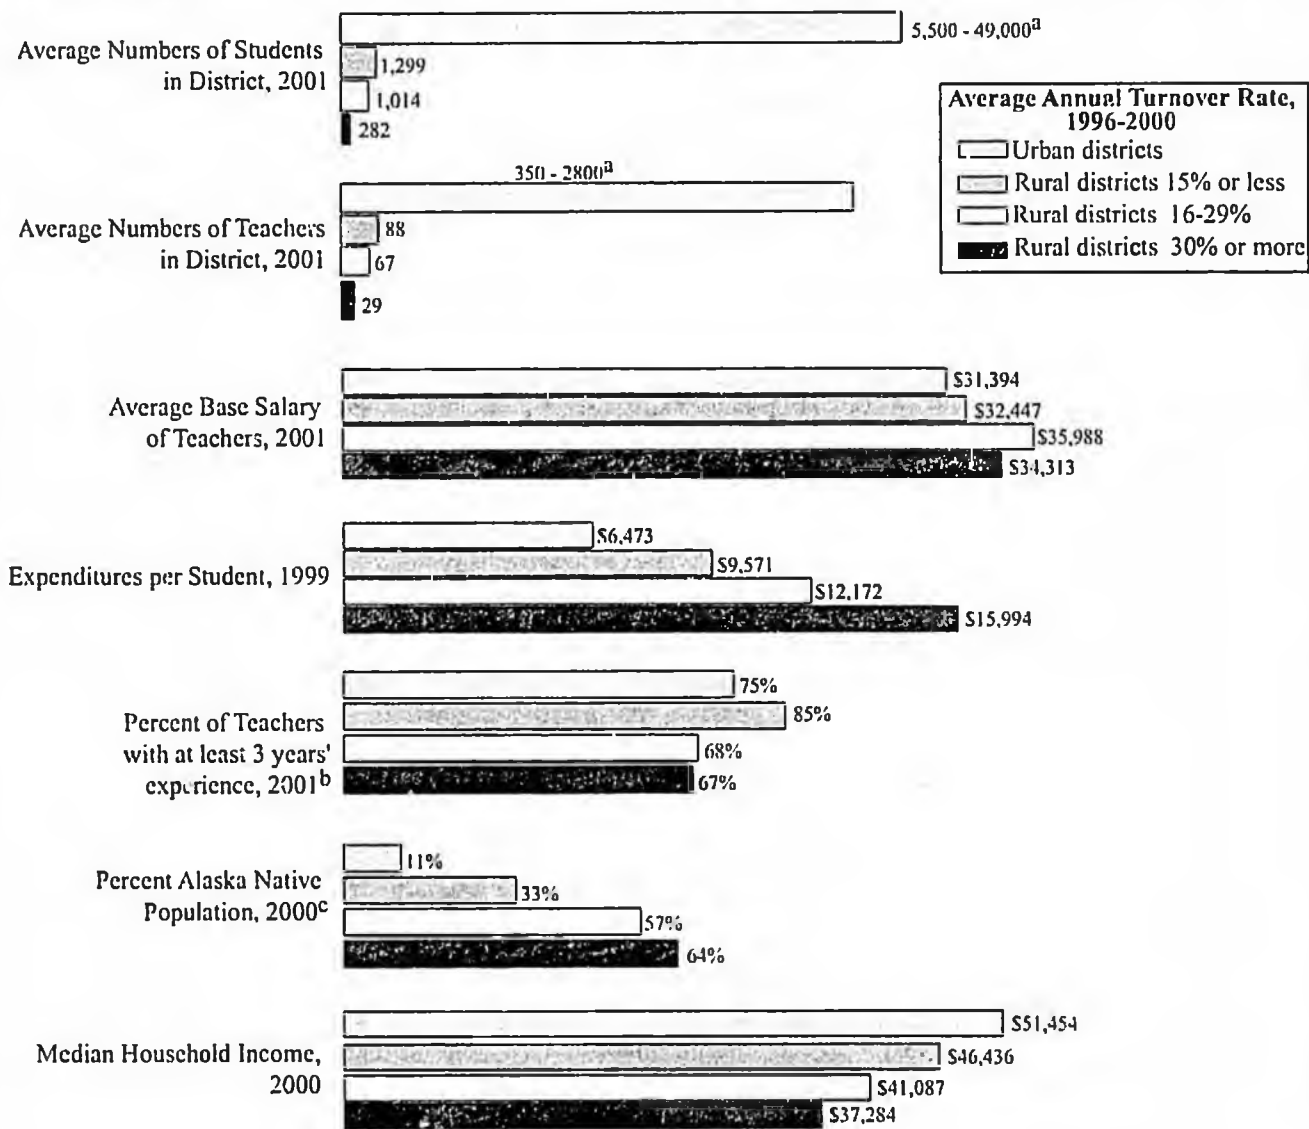 Average Numbers of Students
in District, 2001
5,500 - 49,000a
1,299
1,014
282
Average Annual Turnover Rate,
1996-2000
Urban districts
Rural districts 15% or less
Rural districts 16-29%
Rural districts 30% or more
Average Numbers of Teachers
in District, 2001
350 - 2800a
88
67
29
Average Base Salary
of Teachers, 2001
$31,394
$32,447
$35,988
$34,313
Expenditures per Student, 1999
$6,473
$9,571
$12,172
$15,994
Percent of Teachers
with at least 3 years'
experience, 2001b
75%
85%
68%
67%
Percent Alaska Native
Population, 2000c
11%
33%
57%
64%
Median Household Income,
2000
$51,454
$46,436
$41,087
$37,284